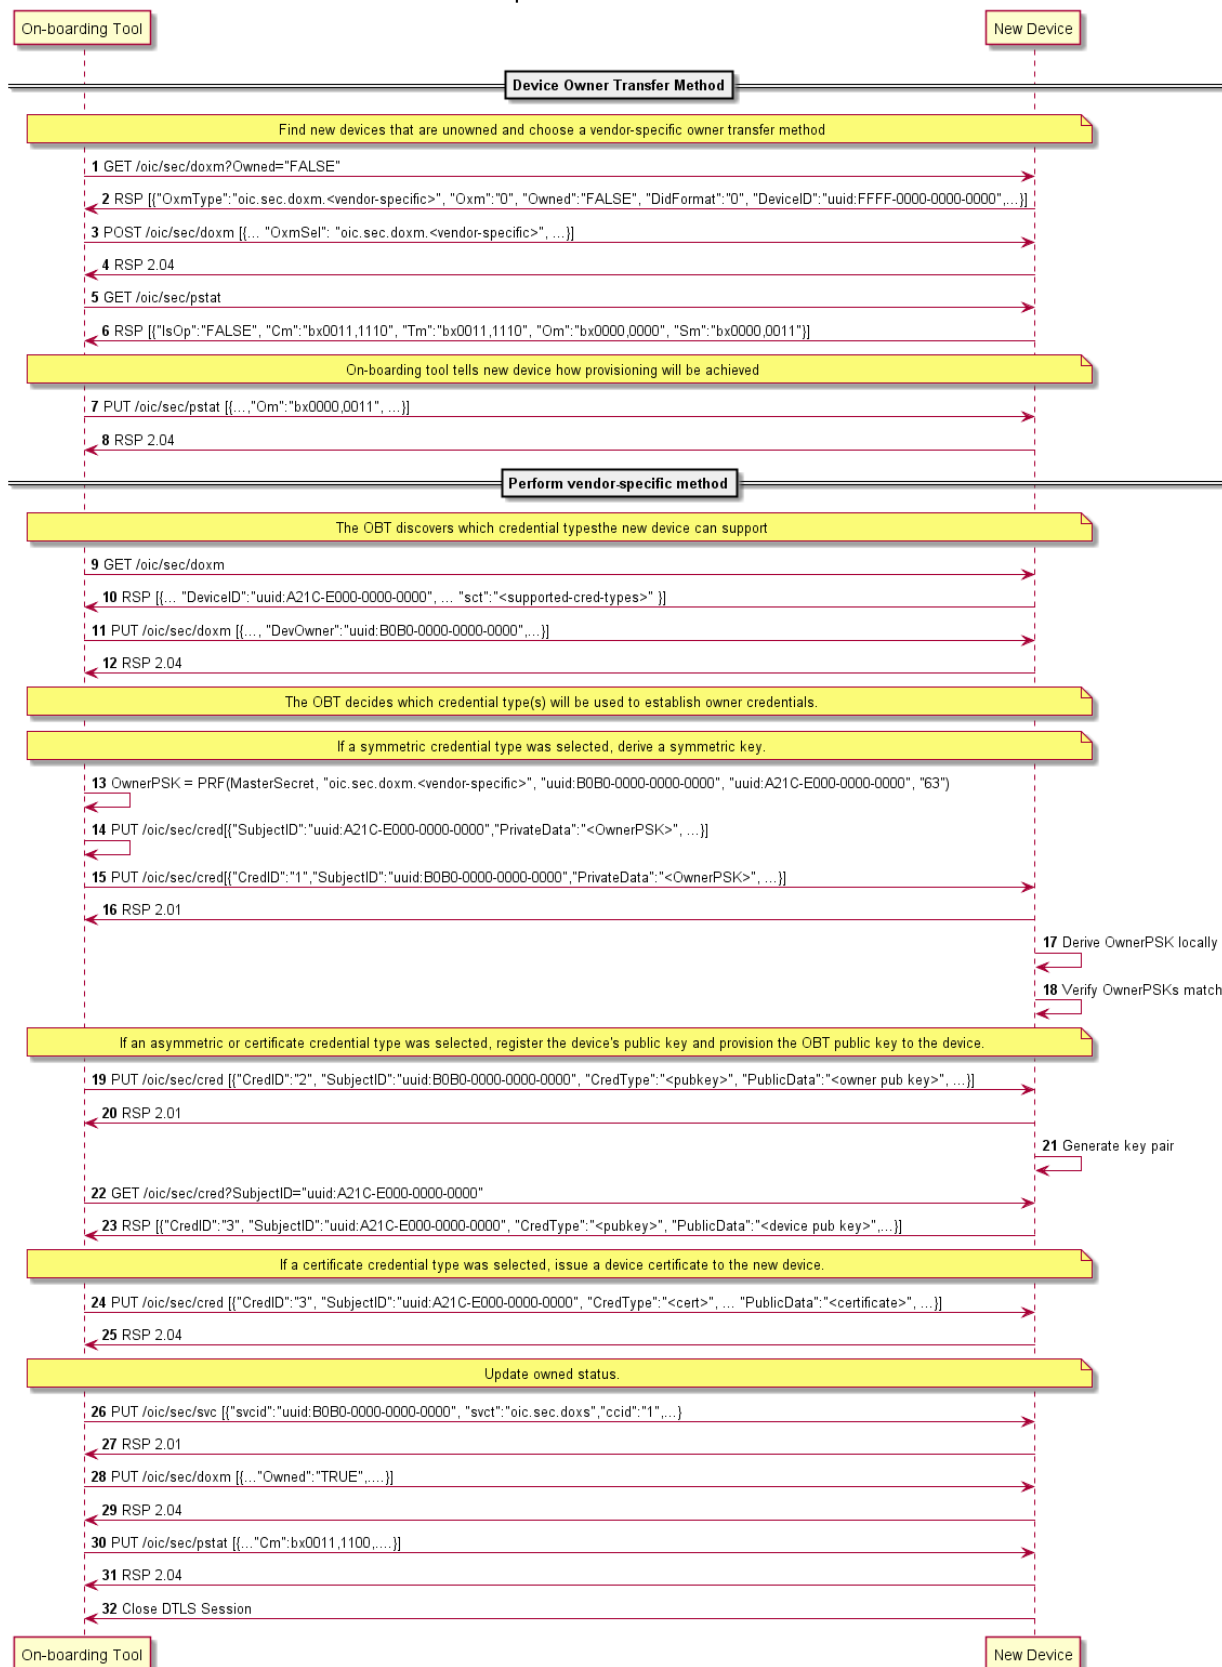 On-boarding Tool
New Device
Device Owner Transfer Method
Find new devices that are unowned and choose a vendor-specific owner transfer method
1 GET /oic/sec/doxm?Owned="FALSE"
2 RSP [{"OxmType":"oic.sec.doxm.<vendor-specific>", "Oxm":"0", "Owned":"FALSE", "DidFormat":"0", "DeviceID":"uuid:FFFF-0000-0000-0000",...}]
3 POST /oic/sec/doxm [{... "OxmSel": "oic.sec.doxm.<vendor-specific>", ...}]
4 RSP 2.04
5 GET /oic/sec/pstat
6 RSP [{"IsOp":"FALSE", "Cm":"bx0011,1110", "Tm":"bx0011,1110", "Om":"bx0000,0000", "Sm":"bx0000,0011"}]
On-boarding tool tells new device how provisioning will be achieved
7 PUT /oic/sec/pstat [{...,"Om":"bx0000,0011", ...}]
8 RSP 2.04
Perform vendor-specific method
The OBT discovers which credential typesthe new device can support
9 GET /oic/sec/doxm
10 RSP [{... "DeviceID":"uuid:A21C-E000-0000-0000", ... "sct":"<supported-cred-types>" }]
11 PUT /oic/sec/doxm [{..., "DevOwner":"uuid:B0B0-0000-0000-0000",...}]
12 RSP 2.04
The OBT decides which credential type(s) will be used to establish owner credentials.
If a symmetric credential type was selected, derive a symmetric key.
13 OwnerPSK = PRF(MasterSecret, "oic.sec.doxm.<vendor-specific>", "uuid:B0B0-0000-0000-0000", "uuid:A21C-E000-0000-0000", "63")
14 PUT /oic/sec/cred[{"SubjectID":"uuid:A21C-E000-0000-0000","PrivateData":"<OwnerPSK>", ...}]
15 PUT /oic/sec/cred[{"CredID":"1","SubjectID":"uuid:B0B0-0000-0000-0000","PrivateData":"<OwnerPSK>", ...}]
16 RSP 2.01
17 Derive OwnerPSK locally
18 Verify OwnerPSKs match
If an asymmetric or certificate credential type was selected, register the device's public key and provision the OBT public key to the device.
19 PUT /oic/sec/cred [{"CredID":"2", "SubjectID":"uuid:B0B0-0000-0000-0000", "CredType":"<pubkey>", "PublicData":"<owner pub key>", ...}]
20 RSP 2.01
21 Generate key pair
22 GET /oic/sec/cred?SubjectID="uuid:A21C-E000-0000-0000"
23 RSP [{"CredID":"3", "SubjectID":"uuid:A21C-E000-0000-0000", "CredType":"<pubkey>", "PublicData":"<device pub key>",...}]
If a certificate credential type was selected, issue a device certificate to the new device.
24 PUT /oic/sec/cred [{"CredID":"3", "SubjectID":"uuid:A21C-E000-0000-0000", "CredType":"<cert>", ... "PublicData":"<certificate>", ...}]
25 RSP 2.04
Update owned status.
26 PUT /oic/sec/svc [{"svcid":"uuid:B0B0-0000-0000-0000", "svct":"oic.sec.doxs","ccid":"1",...}
27 RSP 2.01
28 PUT /oic/sec/doxm [{..."Owned":"TRUE",....}]
29 RSP 2.04
30 PUT /oic/sec/pstat [{..."Cm":bx0011,1100,....}]
31 RSP 2.04
32 Close DTLS Session
On-boarding Tool
New Device